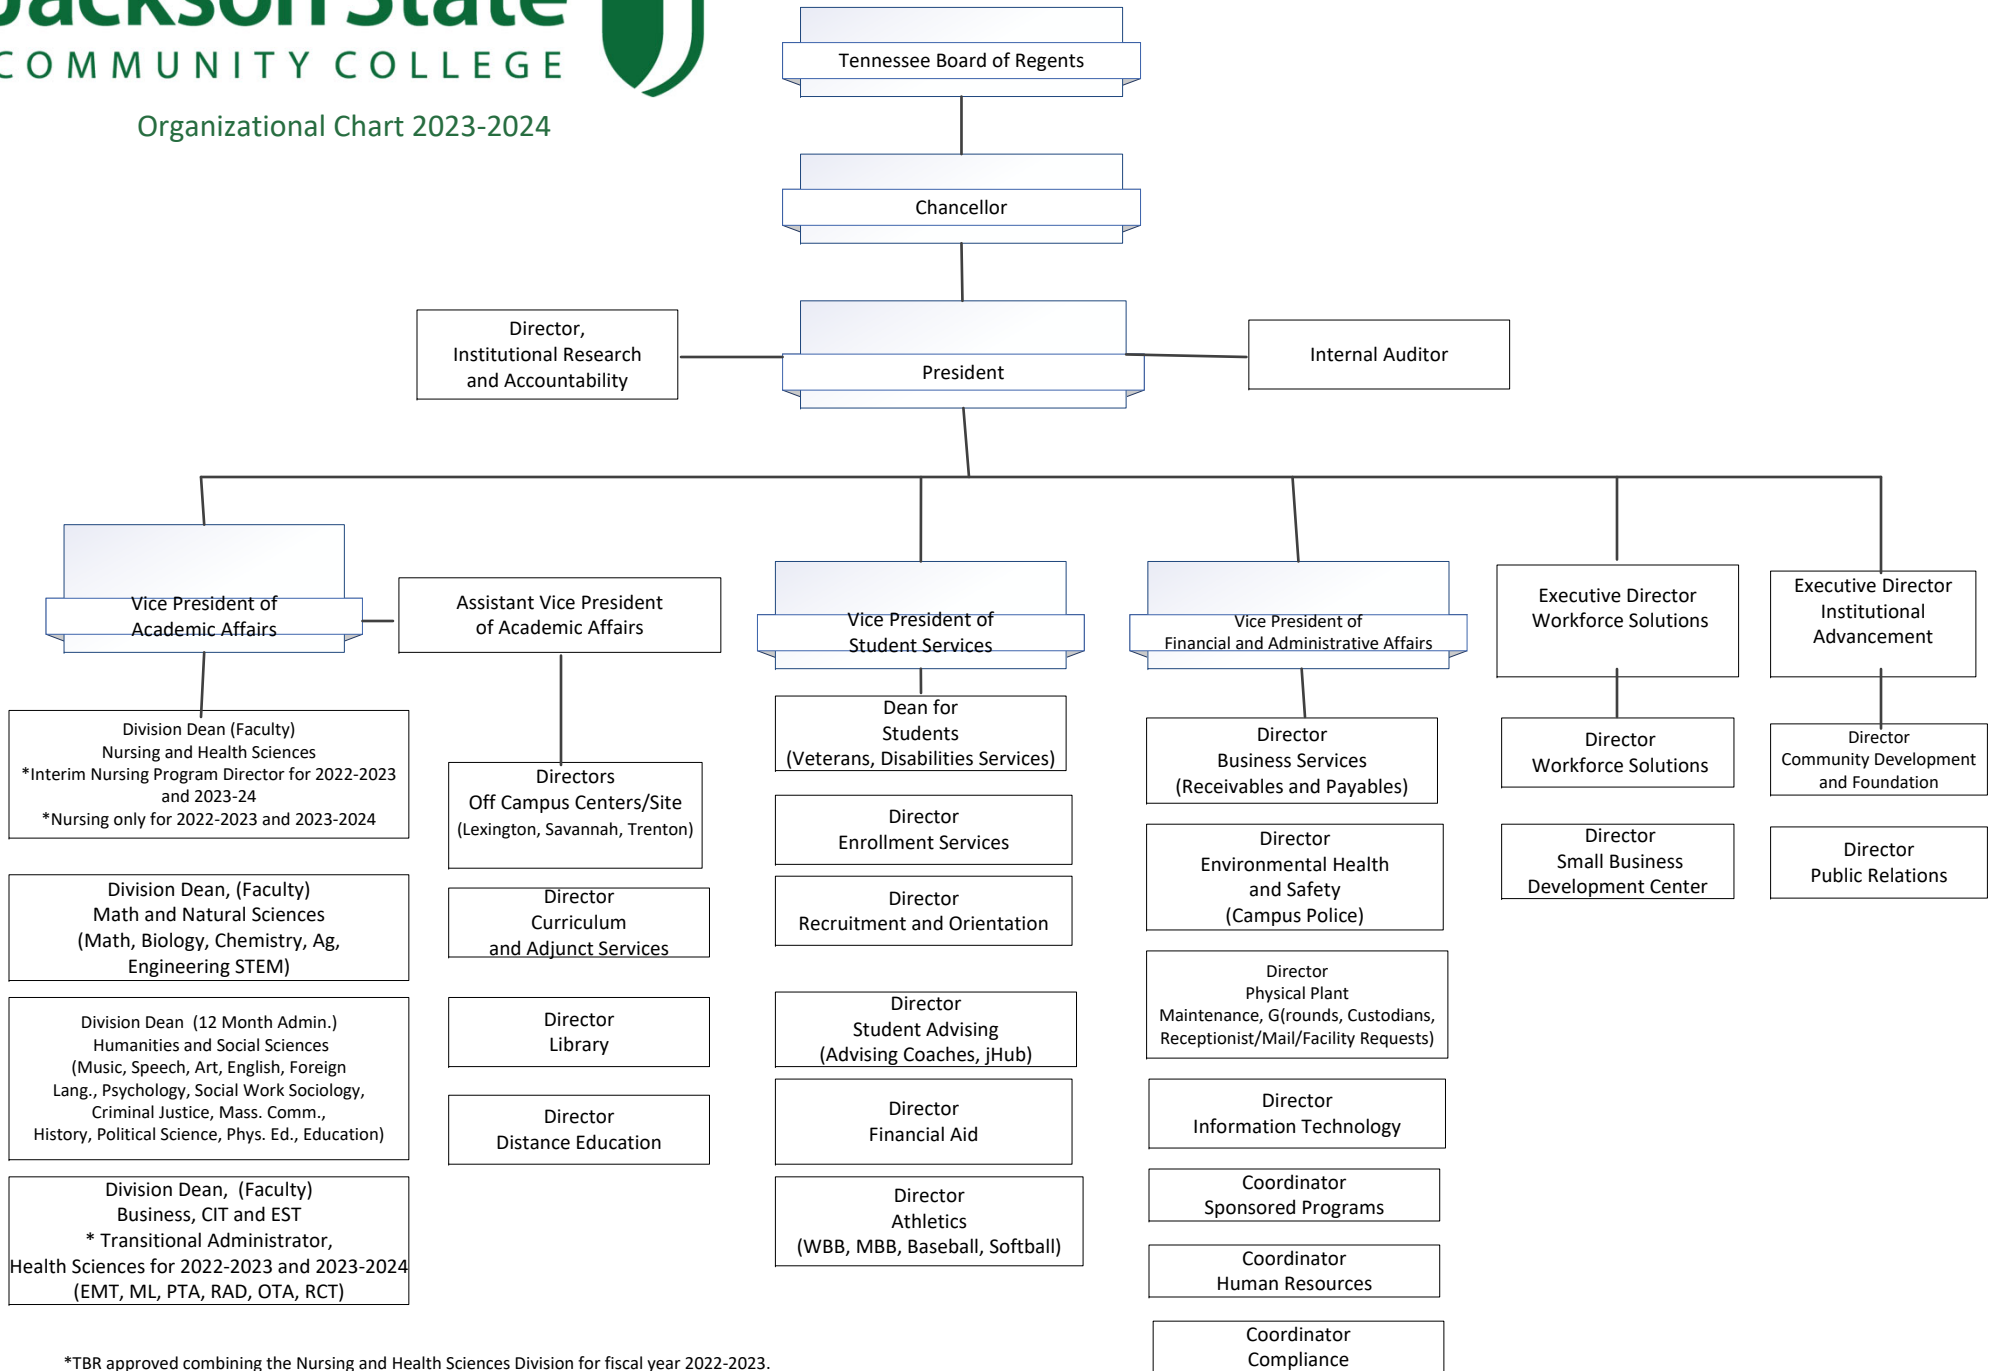 Jackson State
COMMUNITY COLLEGE
Organizational Chart 2023-2024
Tennessee Board of Regents
Chancellor
Director,
Institutional Research
and Accountability
President
Internal Auditor
Vice President of
Academic Affairs
Assistant Vice President
of Academic Affairs
Vice President of
Student Services
Vice President of
Financial and Administrative Affairs
Executive Director
Workforce Solutions
Executive Director
Institutional
Advancement
Division Dean (Faculty)
Nursing and Health Sciences
*Interim Nursing Program Director for 2022-2023
and 2023-24
*Nursing only for 2022-2023 and 2023-2024
Division Dean, (Faculty)
Math and Natural Sciences
(Math, Biology, Chemistry, Ag,
Engineering STEM)
Division Dean (12 Month Admin.)
Humanities and Social Sciences
(Music, Speech, Art, English, Foreign
Lang., Psychology, Social Work Sociology,
Criminal Justice, Mass. Comm.,
History, Political Science, Phys. Ed., Education)
Division Dean, (Faculty)
Business, CIT and EST
* Transitional Administrator,
Health Sciences for 2022-2023 and 2023-2024
(EMT, ML, PTA, RAD, OTA, RCT)
Directors
Off Campus Centers/Site
(Lexington, Savannah, Trenton)
Director
Curriculum
and Adjunct Services
Director
Library
Director
Distance Education
Dean for
Students
(Veterans, Disabilities Services)
Director
Enrollment Services
Director
Recruitment and Orientation
Director
Student Advising
(Advising Coaches, jHub)
Director
Financial Aid
Director
Athletics
(WBB, MBB, Baseball, Softball)
Director
Business Services
(Receivables and Payables)
Director
Environmental Health
and Safety
(Campus Police)
Director
Physical Plant
Maintenance, G(rounds, Custodians,
Receptionist/Mail/Facility Requests)
Director
Information Technology
Coordinator
Sponsored Programs
Coordinator
Human Resources
Coordinator
Compliance
Director
Workforce Solutions
Director
Small Business
Development Center
Director
Community Development
and Foundation
Director
Public Relations
*TBR approved combining the Nursing and Health Sciences Division for fiscal year 2022-2023.